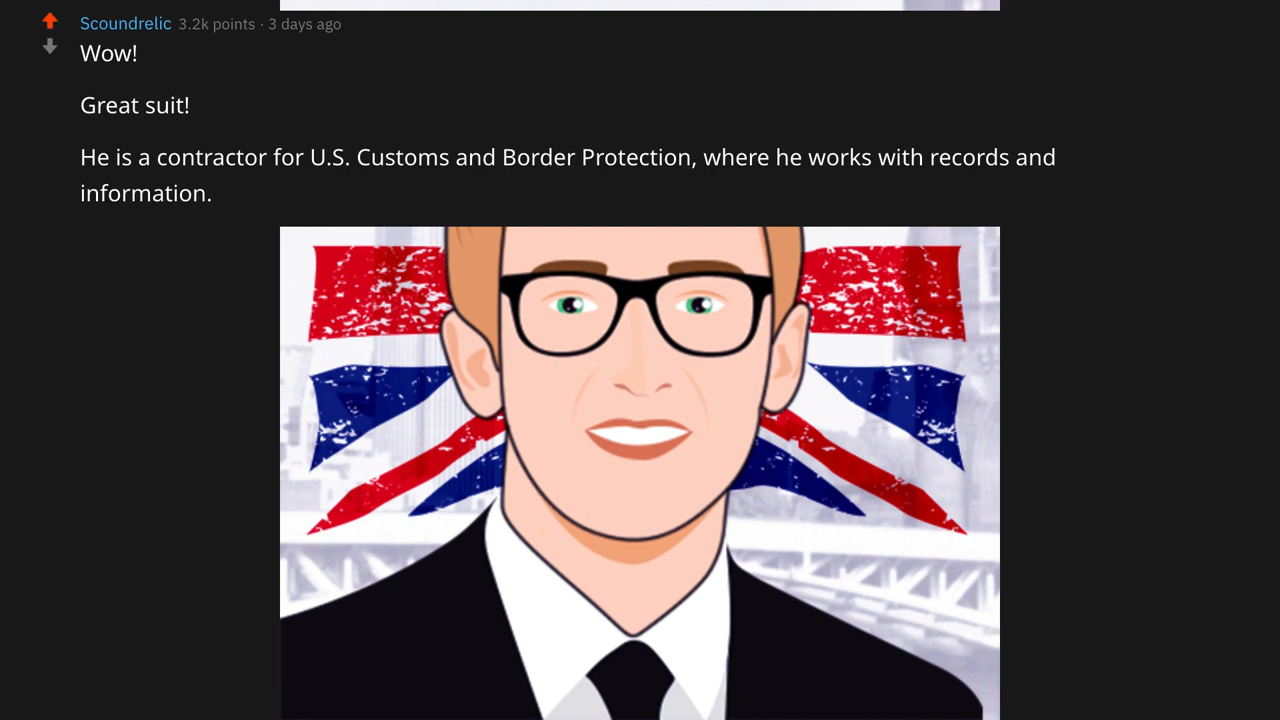 Scoundrelic 3.2k points · 3 days ago
Wow!
Great suit!
He is a contractor for U.S. Customs and Border Protection, where he works with records and
information.